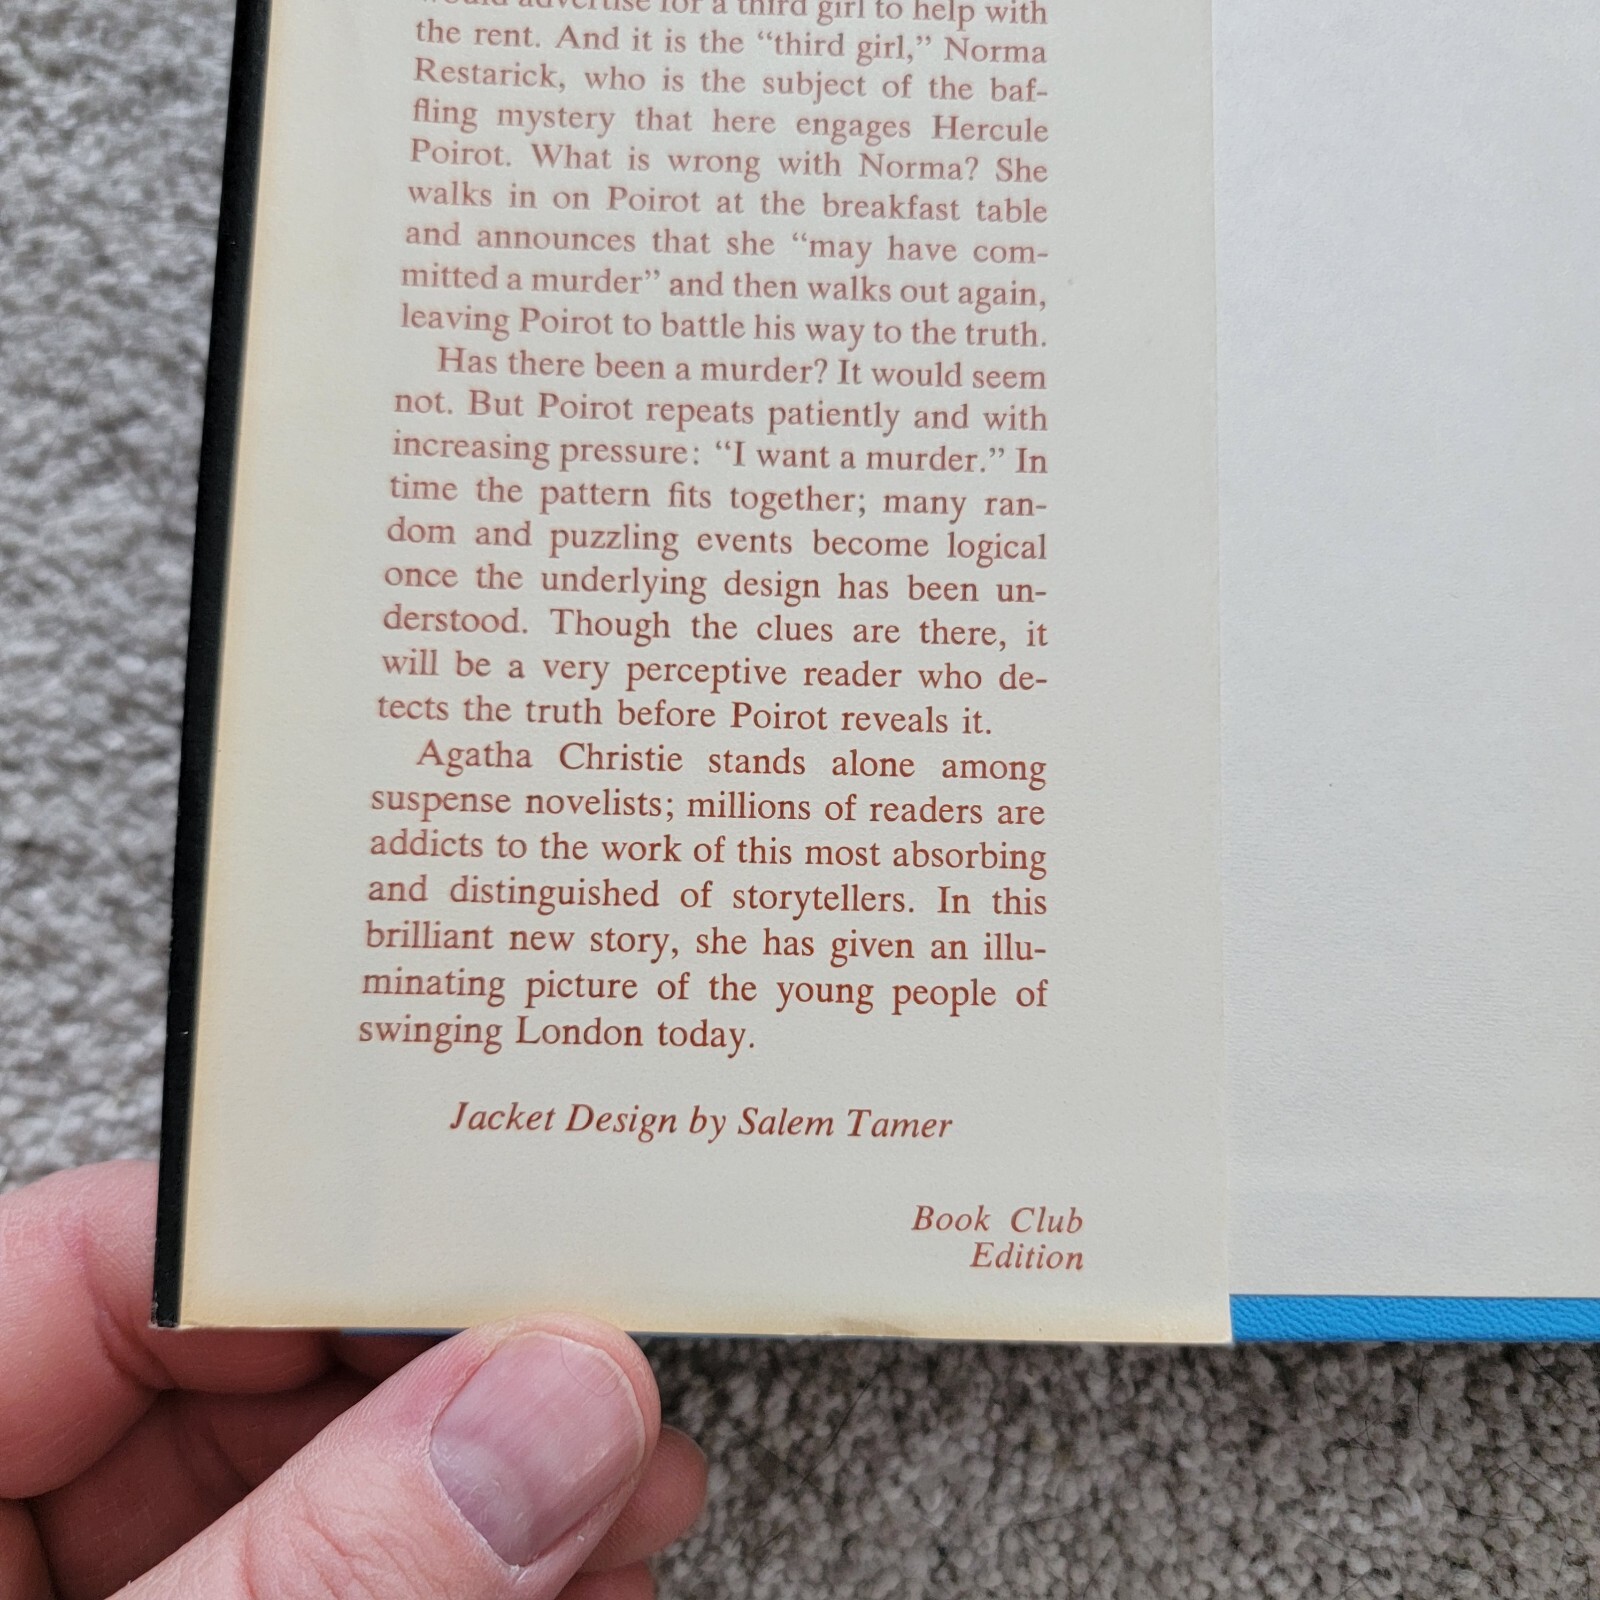 would advertise for a third girl to help with
the rent. And it is the “third girl,” Norma
Restarick, who is the subject of the baf-
fling mystery that here engages Hercule
Poirot. What is wrong with Norma? She
walks in on Poirot at the breakfast table
and announces that she “may have com-
mitted a murder” and then walks out again,
leaving Poirot to battle his way to the truth.
Has there been a murder? It would seem
not. But Poirot repeats patiently and with
increasing pressure: “I want a murder.” In
time the pattern fits together; many ran-
dom and puzzling events become logical
once the underlying design has been un-
derstood. Though the clues are there, it
will be a very perceptive reader who de-
tects the truth before Poirot reveals it.
Agatha Christie stands alone among
suspense novelists; millions of readers are
addicts to the work of this most absorbing
and distinguished of storytellers. In this
brilliant new story, she has given an illu-
minating picture of the young people of
swinging London today.
Jacket Design by Salem Tamer
Book Club
Edition